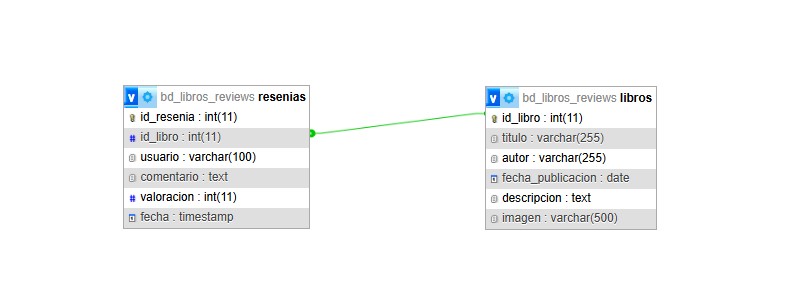 v bd_libros_reviews resenias
id_resenia : int(11)
id_libro : int(11)
usuario : varchar(100)
comentario : text
valoracion : int(11)
fecha : timestamp
v bd_libros_reviews libros
id_libro : int(11)
titulo : varchar(255)
autor : varchar(255)
fecha_publicacion : date
descripcion : text
imagen : varchar(500)